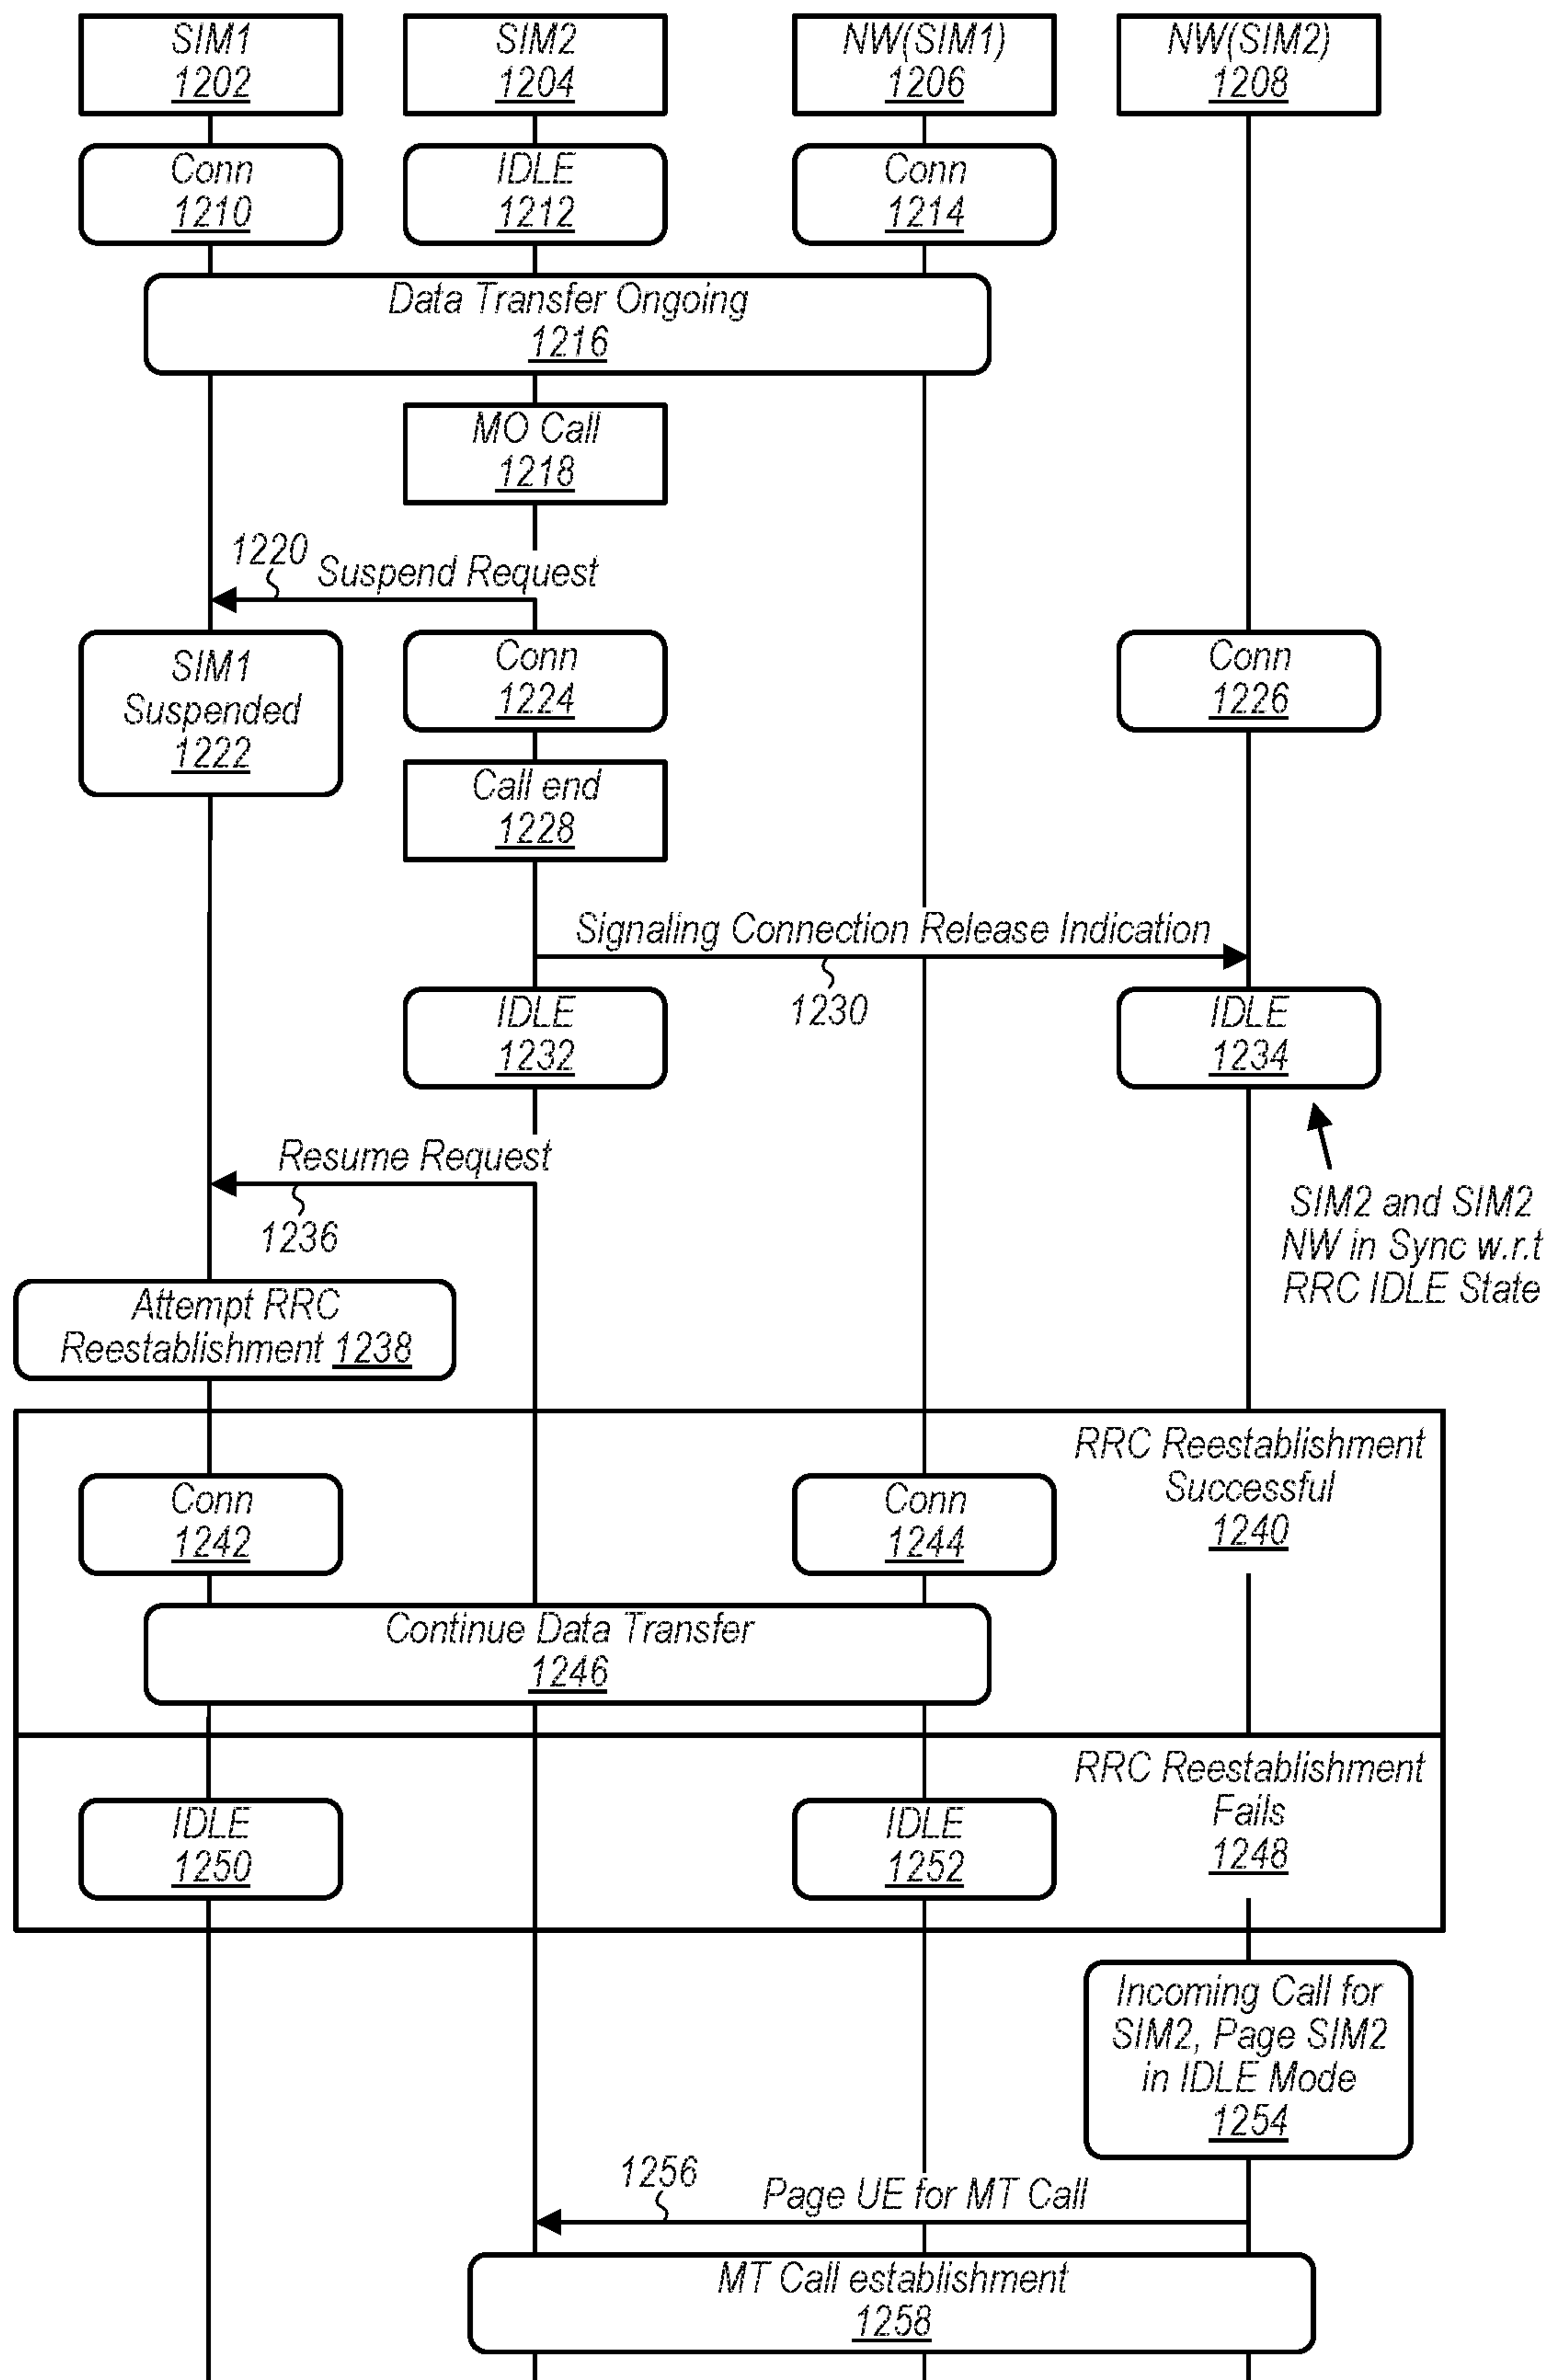 SIM1
1202
SIM2
1204
NW(SIM1)
1206
NW(SIM2)
1208
Conn
1210
IDLE
1212
Conn
1214
Data Transfer Ongoing
1216
MO Call
1218
1220
Suspend Request
SIM1
Suspended
1222
Conn
1224
Conn
1226
Call end
1228
Signaling Connection Release Indication
1230
IDLE
1232
IDLE
1234
SIM2 and SIM2
NW in Sync w.r.t
RRC IDLE State
Resume Request
1236
Attempt RRC
Reestablishment 1238
RRC Reestablishment
Successful
1240
Conn
1242
Conn
1244
Continue Data Transfer
1246
RRC Reestablishment
Fails
1248
IDLE
1250
IDLE
1252
Incoming Call for
SIM2, Page SIM2
in IDLE Mode
1254
1256
Page UE for MT Call
MT Call establishment
1258